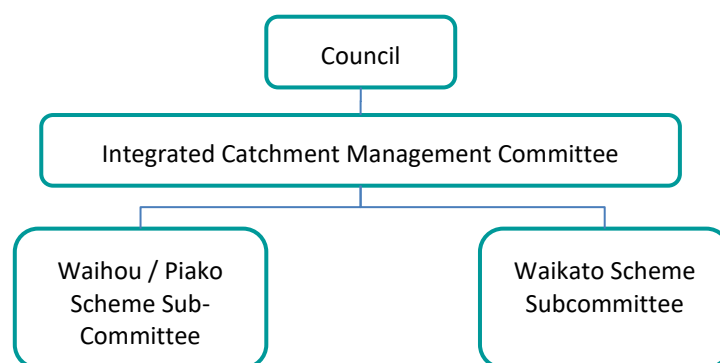 Council
Integrated Catchment Management Committee
Waihou / Piako
Scheme Sub-
Committee
Waikato Scheme
Subcommittee